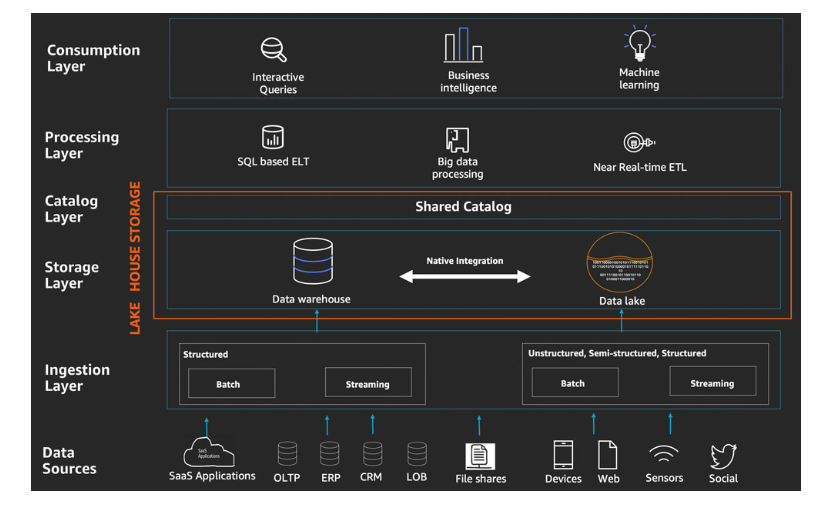 Consumption
Layer
Interactive
Queries
Business
intelligence
Machine
learning
Processing
Layer
SQL based ELT
Big data
processing
Near Real-time ETL
LAKE HOUSE STORAGE
Catalog
Layer
Shared Catalog
Storage
Layer
Data warehouse
Native Integration
Data lake
Ingestion
Layer
Structured
Batch
Streaming
Unstructured, Semi-structured, Structured
Batch
Streaming
Data
Sources
SaaS
Applications
SaaS Applications
OLTP
ERP
CRM
LOB
File shares
Devices
Web
Sensors
Social